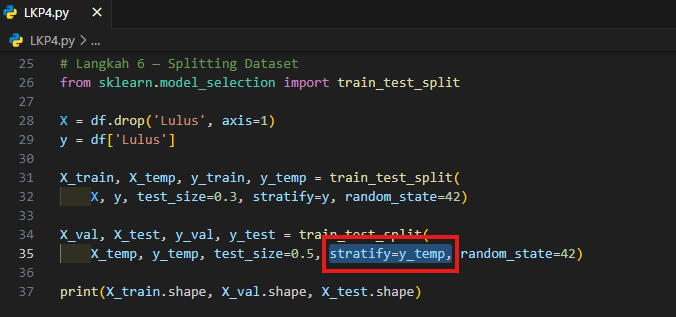 LKP4.py X
LKP4.py > ...
25 # Langkah 6 — Splitting Dataset
26 from sklearn.model_selection import train_test_split
27
28 X = df.drop('Lulus', axis=1)
29 y = df['Lulus']
30
31 X_train, X_temp, y_train, y_temp = train_test_split(
32     X, y, test_size=0.3, stratify=y, random_state=42)
33
34 X_val, X_test, y_val, y_test = train_test_split(
35     X_temp, y_temp, test_size=0.5, stratify=y_temp, random_state=42)
36
37 print(X_train.shape, X_val.shape, X_test.shape)